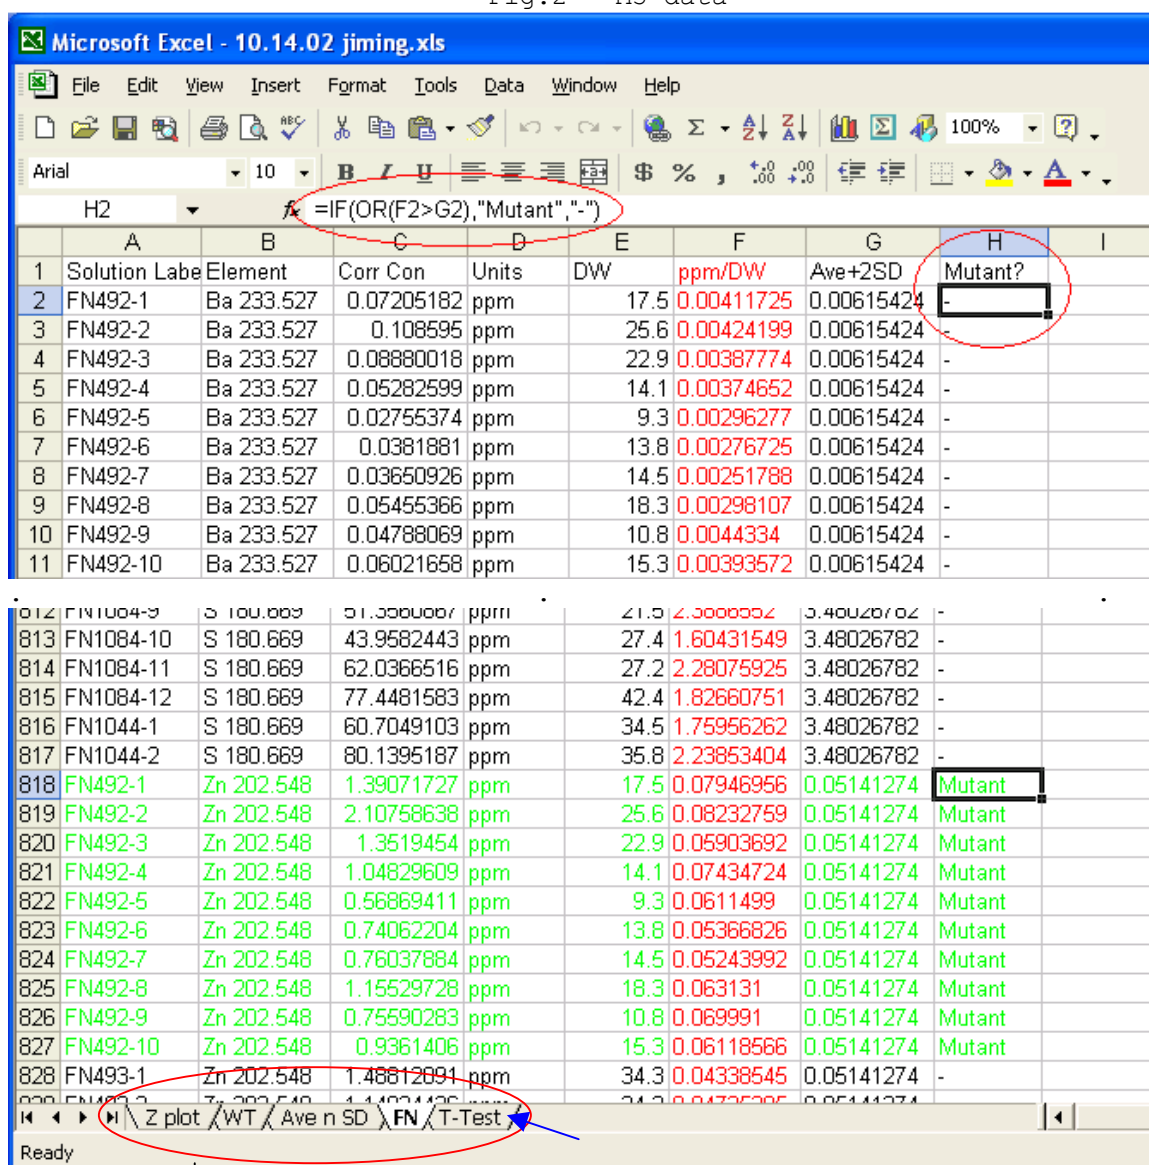 Fig.2 MS data
Microsoft Excel - 10.14.02 jiming.xls
File Edit View Insert Format Tools Data Window Help
100%
Arial 10 B I U $ % ,
H2 fx =IF(OR(F2>G2),"Mutant","-")
A B C D E F G H I
1 Solution Labe Element Corr Con Units DW ppm/DW Ave+2SD Mutant?
2 FN492-1 Ba 233.527 0.07205182 ppm 17.5 0.00411725 0.00615424 -
3 FN492-2 Ba 233.527 0.108595 ppm 25.6 0.00424199 0.00615424 -
4 FN492-3 Ba 233.527 0.08880018 ppm 22.9 0.00387774 0.00615424 -
5 FN492-4 Ba 233.527 0.05282599 ppm 14.1 0.00374652 0.00615424 -
6 FN492-5 Ba 233.527 0.02755374 ppm 9.3 0.00296277 0.00615424 -
7 FN492-6 Ba 233.527 0.0381881 ppm 13.8 0.00276725 0.00615424 -
8 FN492-7 Ba 233.527 0.03650926 ppm 14.5 0.00251788 0.00615424 -
9 FN492-8 Ba 233.527 0.05455366 ppm 18.3 0.00298107 0.00615424 -
10 FN492-9 Ba 233.527 0.04788069 ppm 10.8 0.0044334 0.00615424 -
11 FN492-10 Ba 233.527 0.06021658 ppm 15.3 0.00393572 0.00615424 -
. . .
812 FN1084-9 S 180.669 51.3560867 ppm 21.5 2.3886552 3.48026782 -
813 FN1084-10 S 180.669 43.9582443 ppm 27.4 1.60431549 3.48026782 -
814 FN1084-11 S 180.669 62.0366516 ppm 27.2 2.28075925 3.48026782 -
815 FN1084-12 S 180.669 77.4481583 ppm 42.4 1.82660751 3.48026782 -
816 FN1044-1 S 180.669 60.7049103 ppm 34.5 1.75956262 3.48026782 -
817 FN1044-2 S 180.669 80.1395187 ppm 35.8 2.23853404 3.48026782 -
818 FN492-1 Zn 202.548 1.39071727 ppm 17.5 0.07946956 0.05141274 Mutant
819 FN492-2 Zn 202.548 2.10758638 ppm 25.6 0.08232759 0.05141274 Mutant
820 FN492-3 Zn 202.548 1.3519454 ppm 22.9 0.05903692 0.05141274 Mutant
821 FN492-4 Zn 202.548 1.04829609 ppm 14.1 0.07434724 0.05141274 Mutant
822 FN492-5 Zn 202.548 0.56869411 ppm 9.3 0.0611499 0.05141274 Mutant
823 FN492-6 Zn 202.548 0.74062204 ppm 13.8 0.05366826 0.05141274 Mutant
824 FN492-7 Zn 202.548 0.76037884 ppm 14.5 0.05243992 0.05141274 Mutant
825 FN492-8 Zn 202.548 1.15529728 ppm 18.3 0.063131 0.05141274 Mutant
826 FN492-9 Zn 202.548 0.75590283 ppm 10.8 0.069991 0.05141274 Mutant
827 FN492-10 Zn 202.548 0.9361406 ppm 15.3 0.06118566 0.05141274 Mutant
828 FN493-1 Zn 202.548 1.48812091 ppm 34.3 0.04338545 0.05141274 -
Z plot WT Ave n SD FN T-Test
Ready